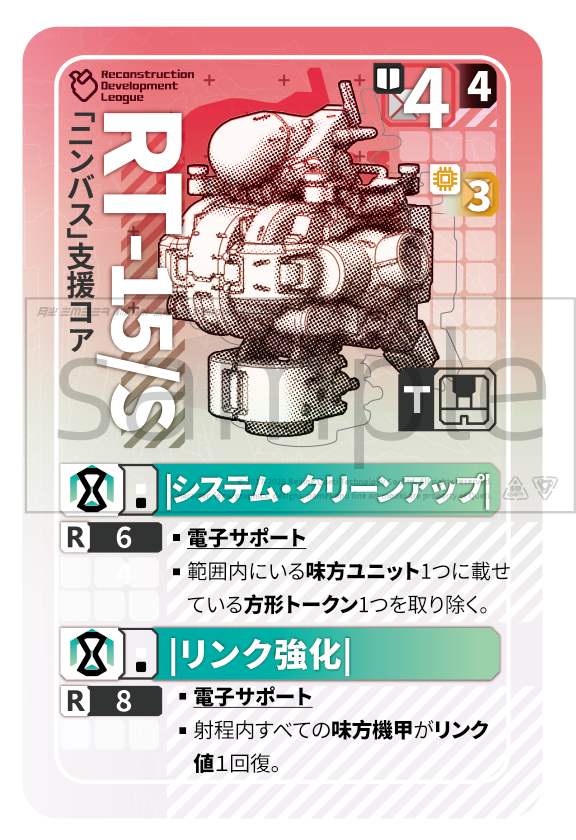 Reconstruction
Development
League
4
4
3
「ニンバス」支援コア
RT-15/s
T
sample
|システム・クリーンアップ|
R 6
▪ 電子サポート
▪ 範囲内にいる味方ユニット1つに載せ
ている方形トークン1つを取り除く。
4
|リンク強化|
R 8
▪ 電子サポート
▪ 射程内すべての味方機甲がリンク
値1回復。